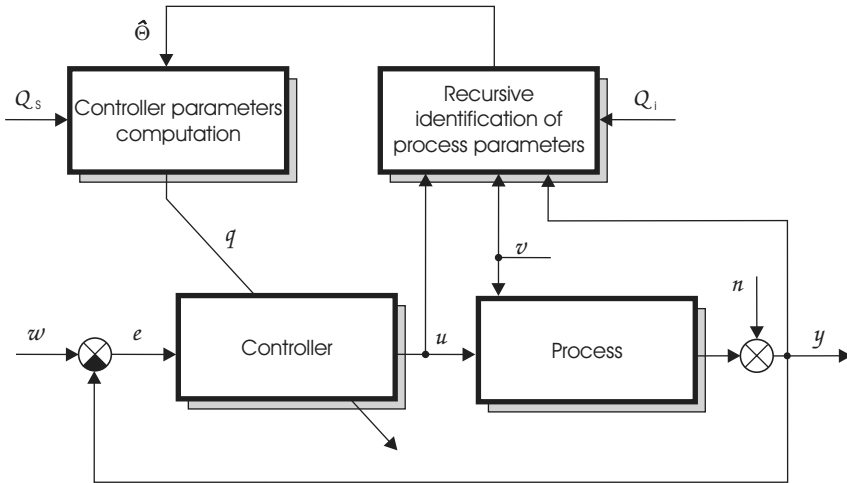 Θ̂
Q_s
Controller parameters
computation
Recursive
identification of
process parameters
Q_i
q
v
n
w
e
Controller
u
Process
y